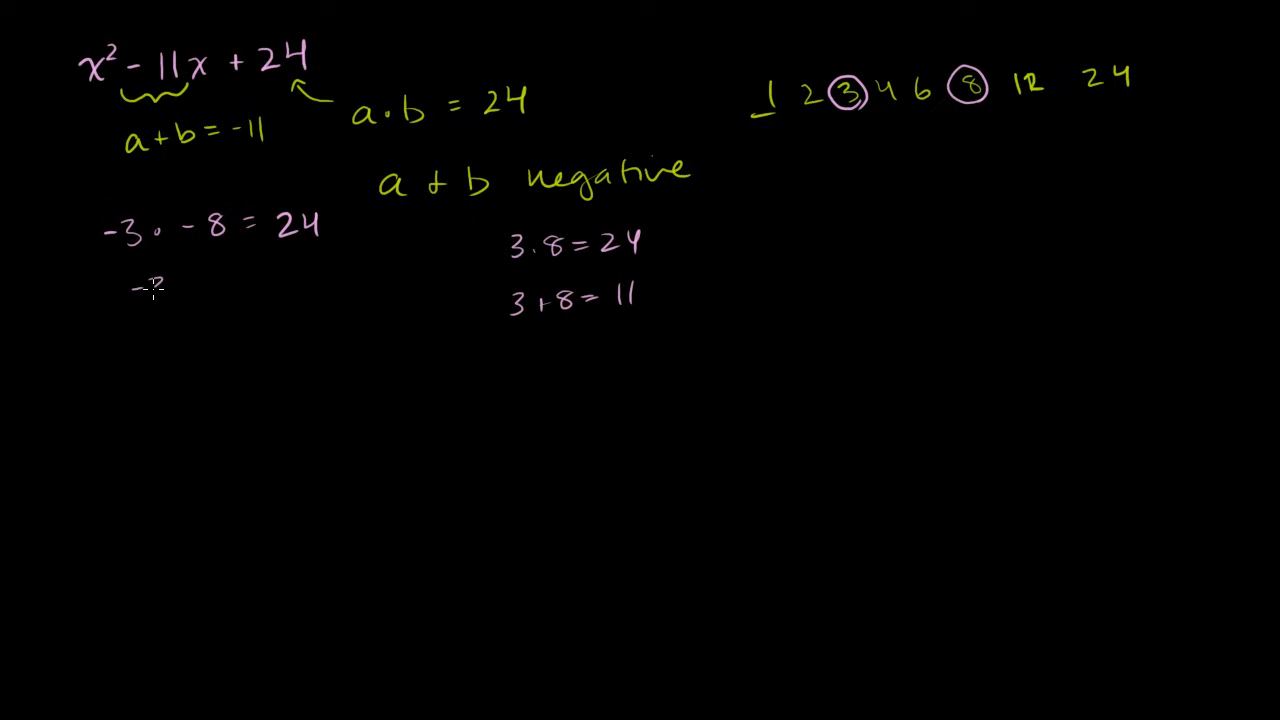 x² - 11x + 24
a + b = -11
a · b = 24
1 2 3 4 6 8 12 24
a + b negative
-3 · -8 = 24
3 · 8 = 24
3 + 8 = 11